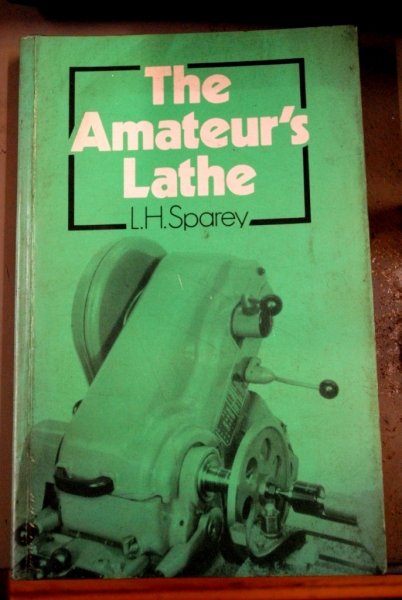 The
Amateur's
Lathe
L.H.Sparey